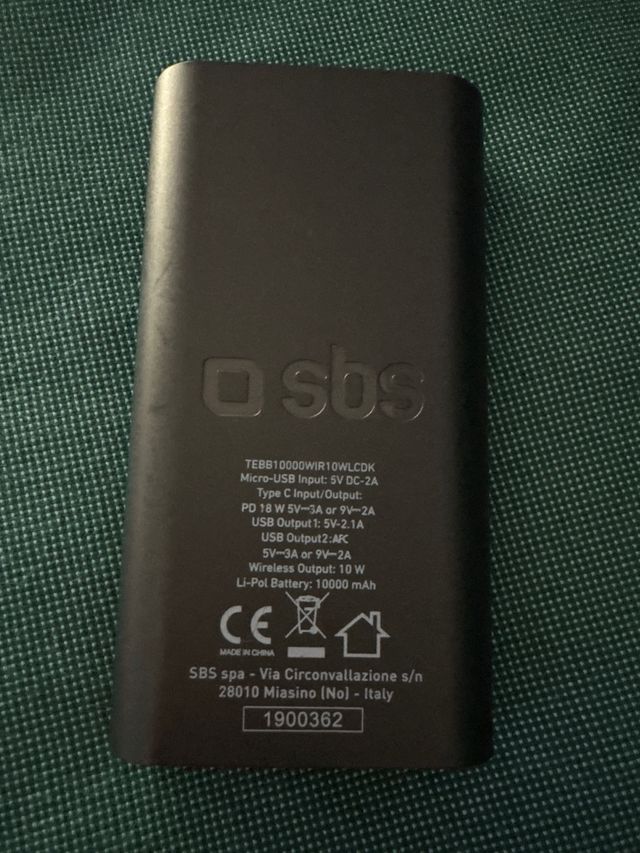 sbs
TEBB10000WIR10WLCDK
Micro-USB Input: 5V DC-2A
Type C Input/Output:
PD 18 W 5V⎓3A or 9V⎓2A
USB Output1: 5V-2.1A
USB Output2:AFC
5V⎓3A or 9V⎓2A
Wireless Output: 10 W
Li-Pol Battery: 10000 mAh
CE
MADE IN CHINA
SBS spa - Via Circonvallazione s/n
28010 Miasino (No) - Italy
1900362